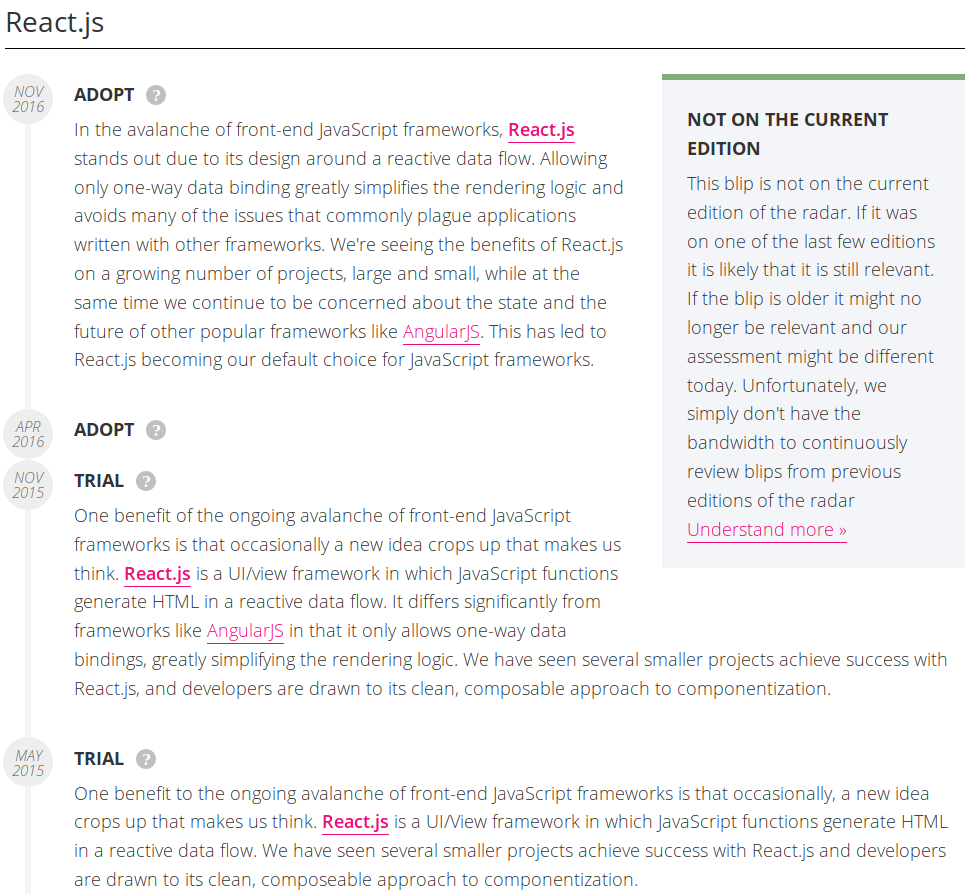 React.js
NOV
2016
ADOPT ?
In the avalanche of front-end JavaScript frameworks, React.js
stands out due to its design around a reactive data flow. Allowing
only one-way data binding greatly simplifies the rendering logic and
avoids many of the issues that commonly plague applications
written with other frameworks. We're seeing the benefits of React.js
on a growing number of projects, large and small, while at the
same time we continue to be concerned about the state and the
future of other popular frameworks like AngularJS. This has led to
React.js becoming our default choice for JavaScript frameworks.
APR
2016
ADOPT ?
NOV
2015
TRIAL ?
One benefit of the ongoing avalanche of front-end JavaScript
frameworks is that occasionally a new idea crops up that makes us
think. React.js is a UI/view framework in which JavaScript functions
generate HTML in a reactive data flow. It differs significantly from
frameworks like AngularJS in that it only allows one-way data
bindings, greatly simplifying the rendering logic. We have seen several smaller projects achieve success with
React.js, and developers are drawn to its clean, composable approach to componentization.
MAY
2015
TRIAL ?
One benefit to the ongoing avalanche of front-end JavaScript frameworks is that occasionally, a new idea
crops up that makes us think. React.js is a UI/View framework in which JavaScript functions generate HTML
in a reactive data flow. We have seen several smaller projects achieve success with React.js and developers
are drawn to its clean, composeable approach to componentization.
NOT ON THE CURRENT
EDITION
This blip is not on the current
edition of the radar. If it was
on one of the last few editions
it is likely that it is still relevant.
If the blip is older it might no
longer be relevant and our
assessment might be different
today. Unfortunately, we
simply don't have the
bandwidth to continuously
review blips from previous
editions of the radar
Understand more »